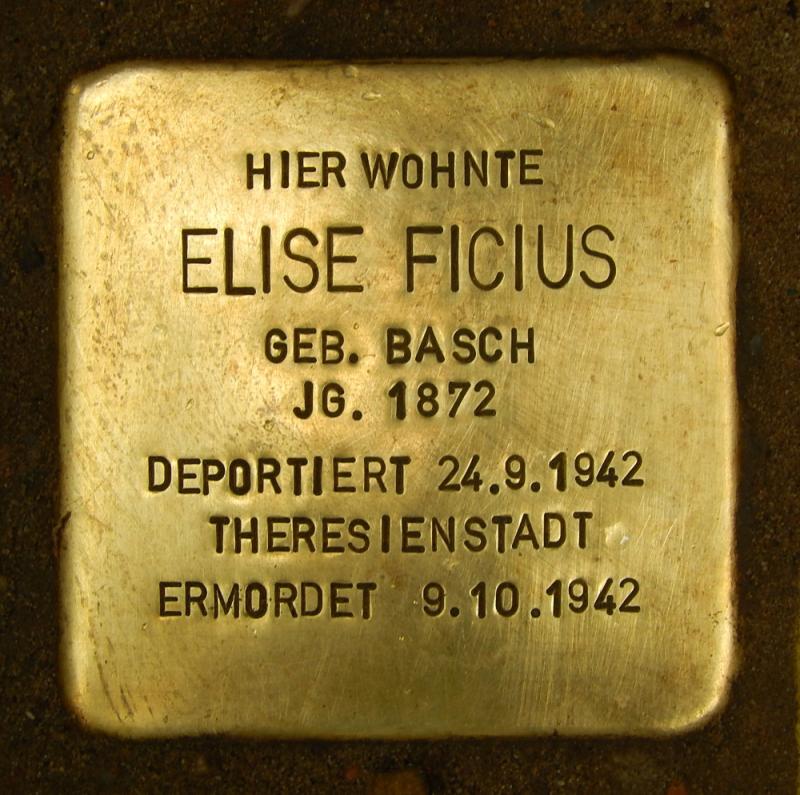 HIER WOHNTE
ELISE FICIUS
GEB. BASCH
JG. 1872
DEPORTIERT 24.9.1942
THERESIENSTADT
ERMORDET 9.10.1942